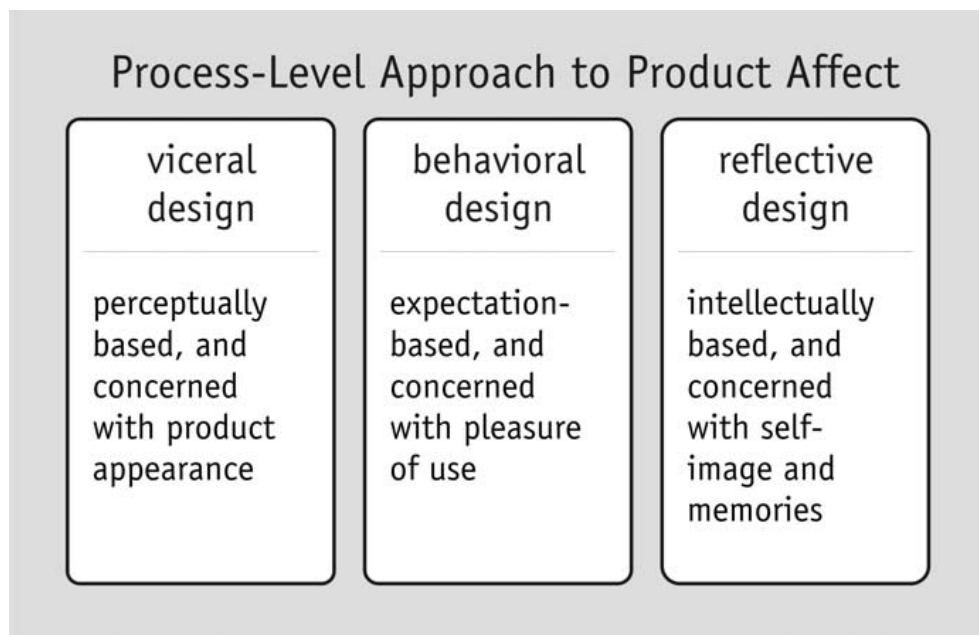 Process-Level Approach to Product Affect
viceral
design
perceptually
based, and
concerned
with product
appearance
behavioral
design
expectation-
based, and
concerned
with pleasure
of use
reflective
design
intellectually
based, and
concerned
with self-
image and
memories